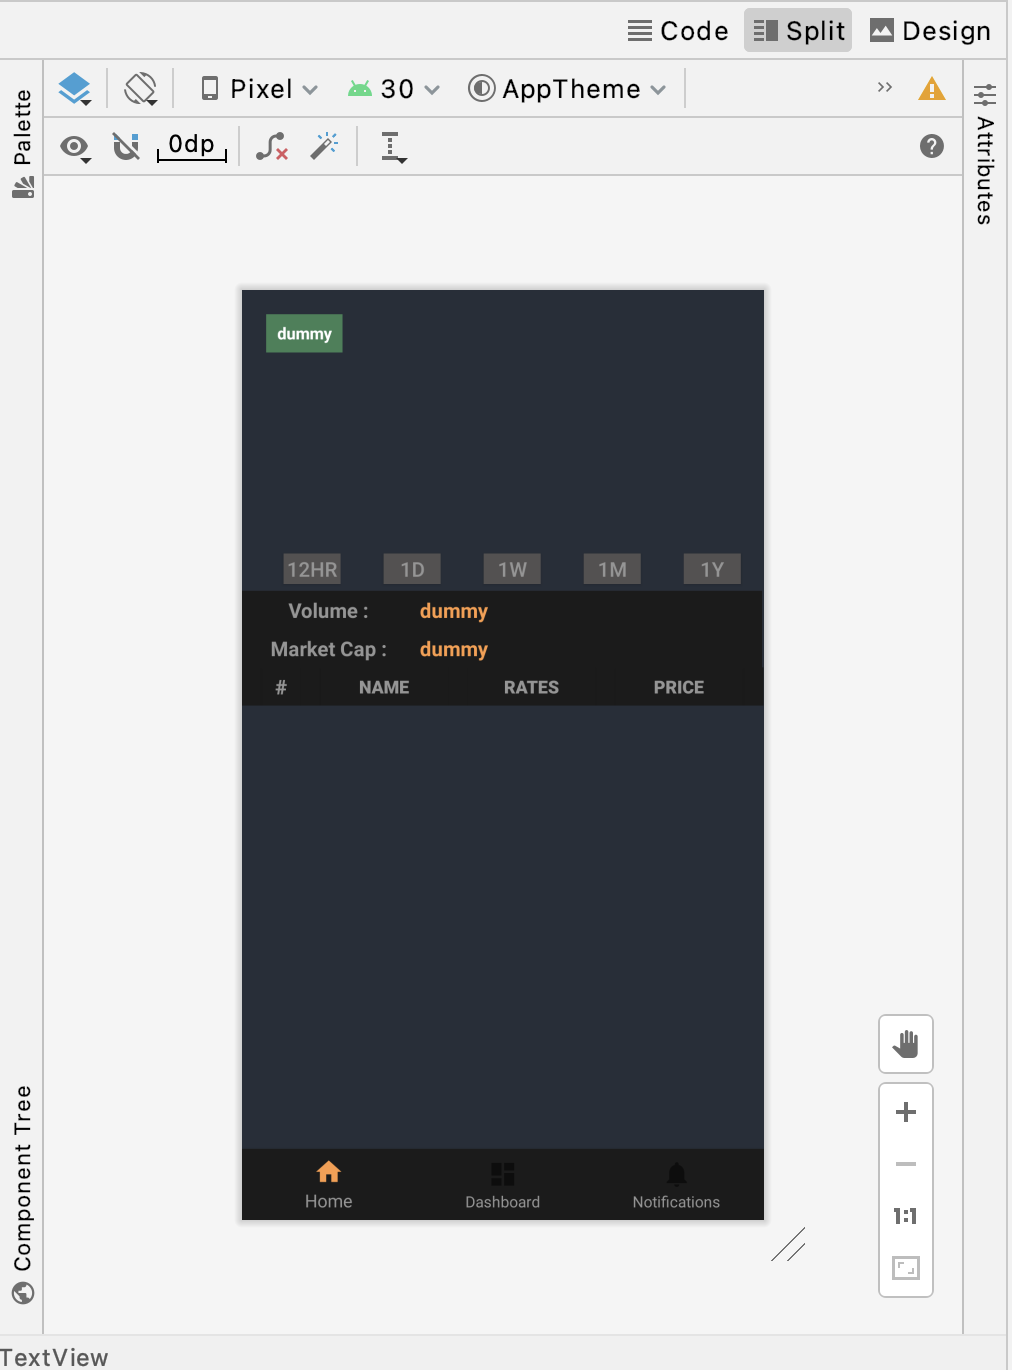 Code Split Design
Palette
Pixel 30 AppTheme
Attributes
0dp
dummy
12HR 1D 1W 1M 1Y
Volume : dummy
Market Cap : dummy
# NAME RATES PRICE
Component Tree
1:1
Home Dashboard Notifications
TextView